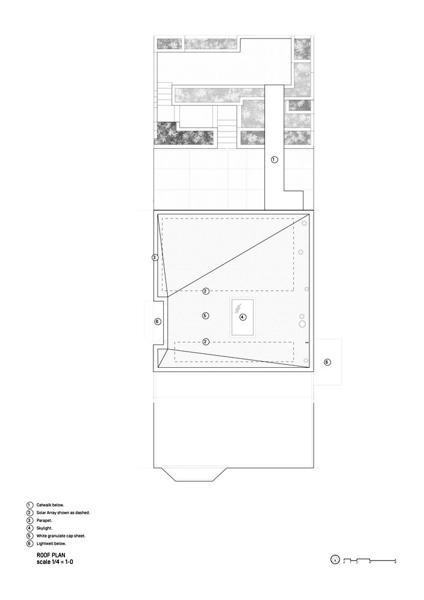 1
3
2
6
5
4
2
6
1 Catwalk below.
2 Solar Array shown as dashed.
3 Parapet.
4 Skylight.
5 White granulate cap sheet.
6 Lightwell below.
ROOF PLAN
scale 1/4 = 1-0